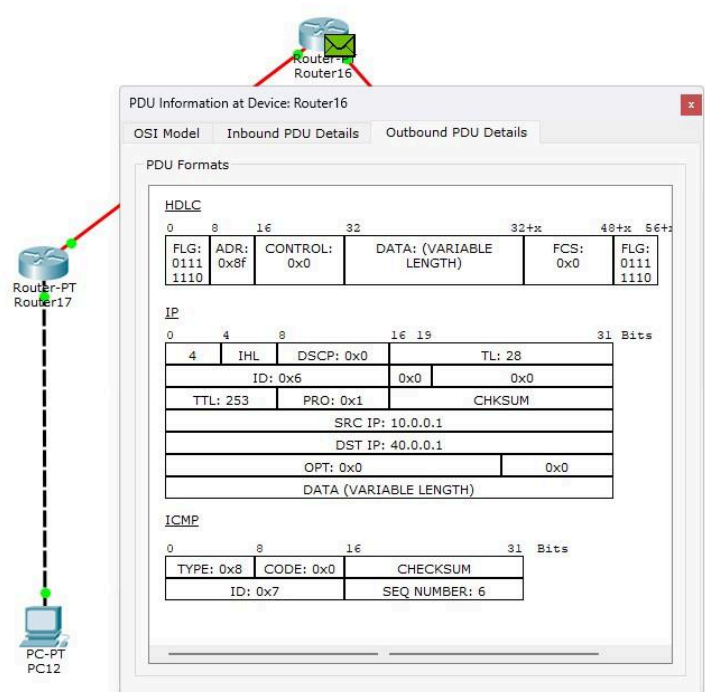 Router-PT
Router16
PDU Information at Device: Router16
x
OSI Model Inbound PDU Details Outbound PDU Details
PDU Formats
HDLC
0 8 16 32 32+x 48+x 56+x
FLG: 0111 1110 ADR: 0x8f CONTROL: 0x0 DATA: (VARIABLE LENGTH) FCS: 0x0 FLG: 0111 1110
IP
0 4 8 16 19 31 Bits
4 IHL DSCP: 0x0 TL: 28
ID: 0x6 0x0 0x0
TTL: 253 PRO: 0x1 CHKSUM
SRC IP: 10.0.0.1
DST IP: 40.0.0.1
OPT: 0x0 0x0
DATA (VARIABLE LENGTH)
ICMP
0 8 16 31 Bits
TYPE: 0x8 CODE: 0x0 CHECKSUM
ID: 0x7 SEQ NUMBER: 6
Router-PT
Router17
PC-PT
PC12